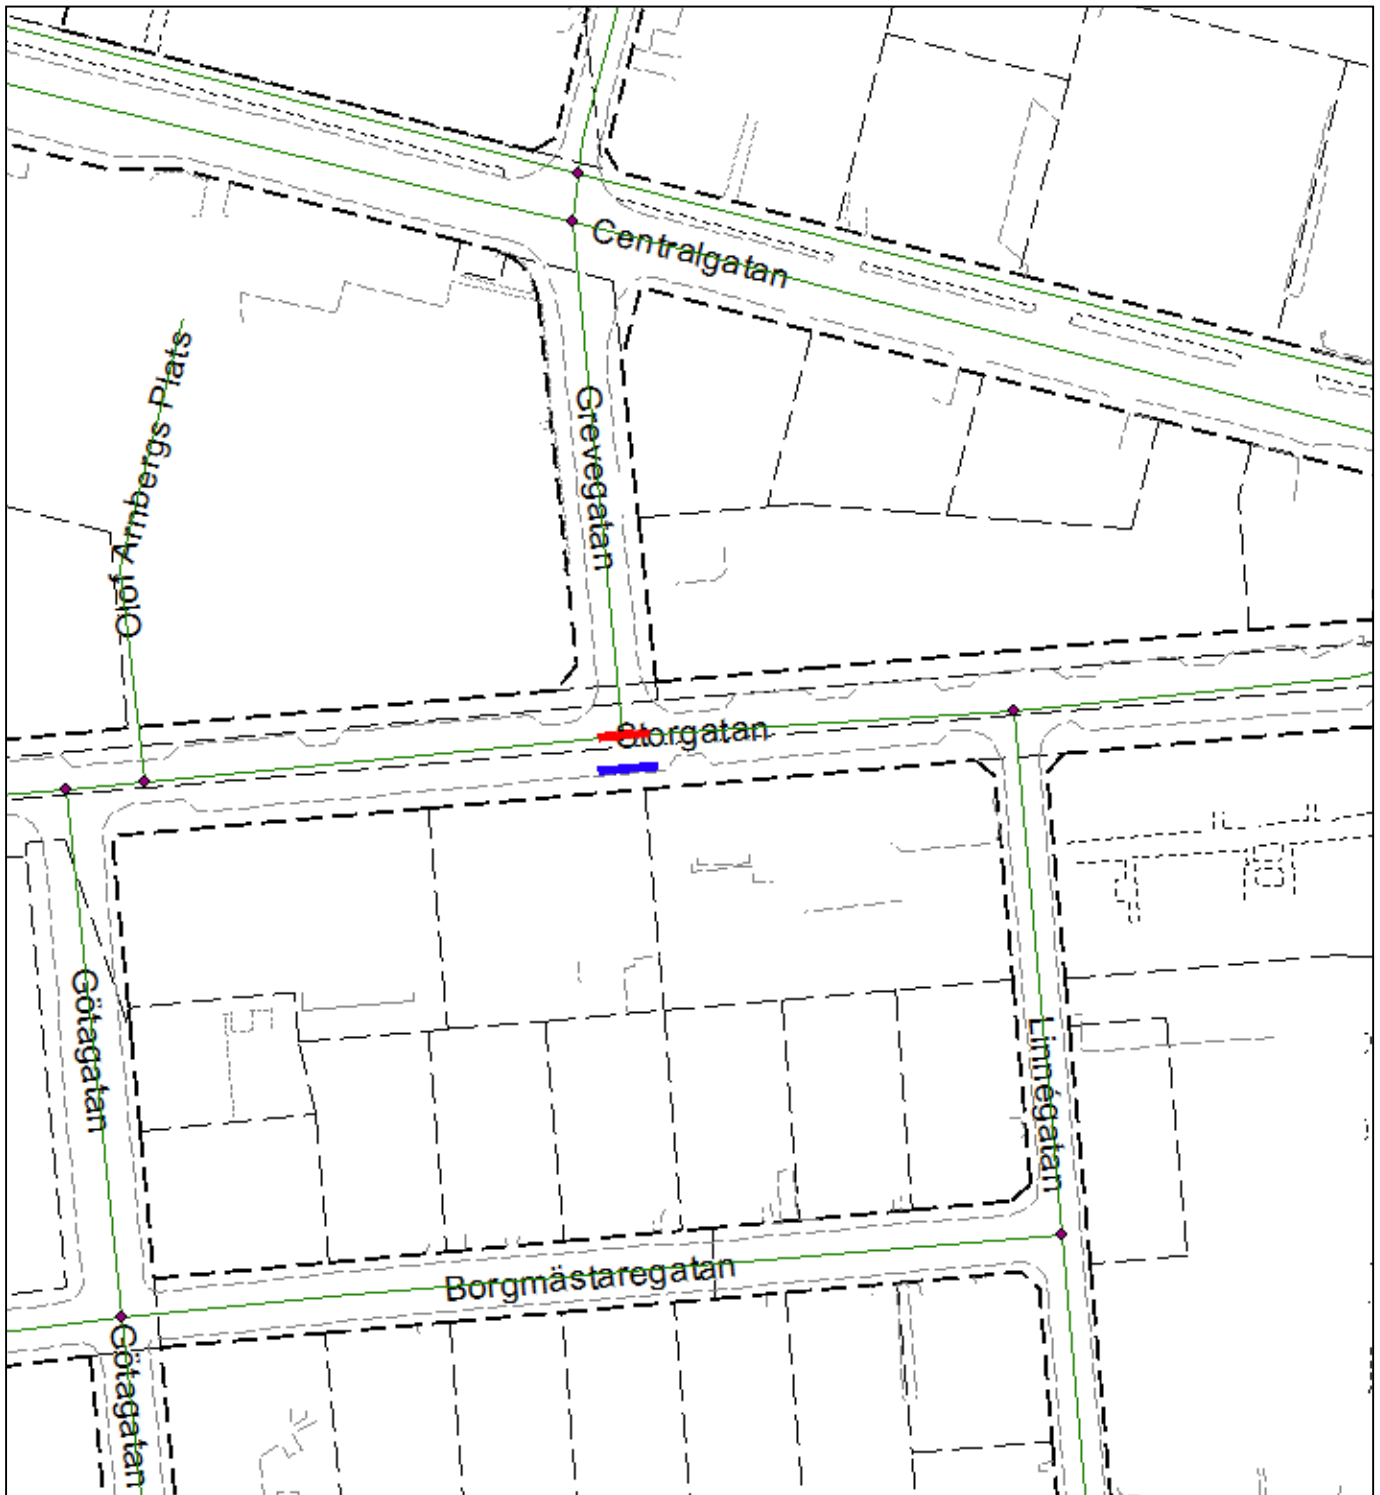 Centralgatan
Olof Arnbergs Plats
Grevegatan
Storgatan
Götagatan
Linnégatan
Borgmästaregatan
Götagatan